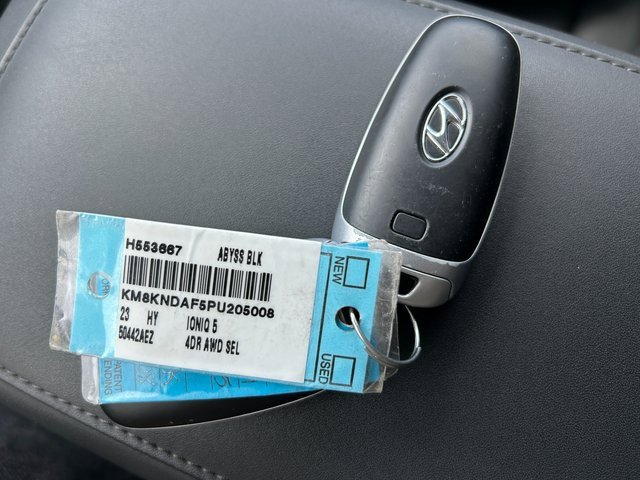 H553667 ABYSS BLK
KM8KNDAF5PU205008
23 HY IONIQ 5
50442AEZ 4DR AWD SEL
NEW
USED